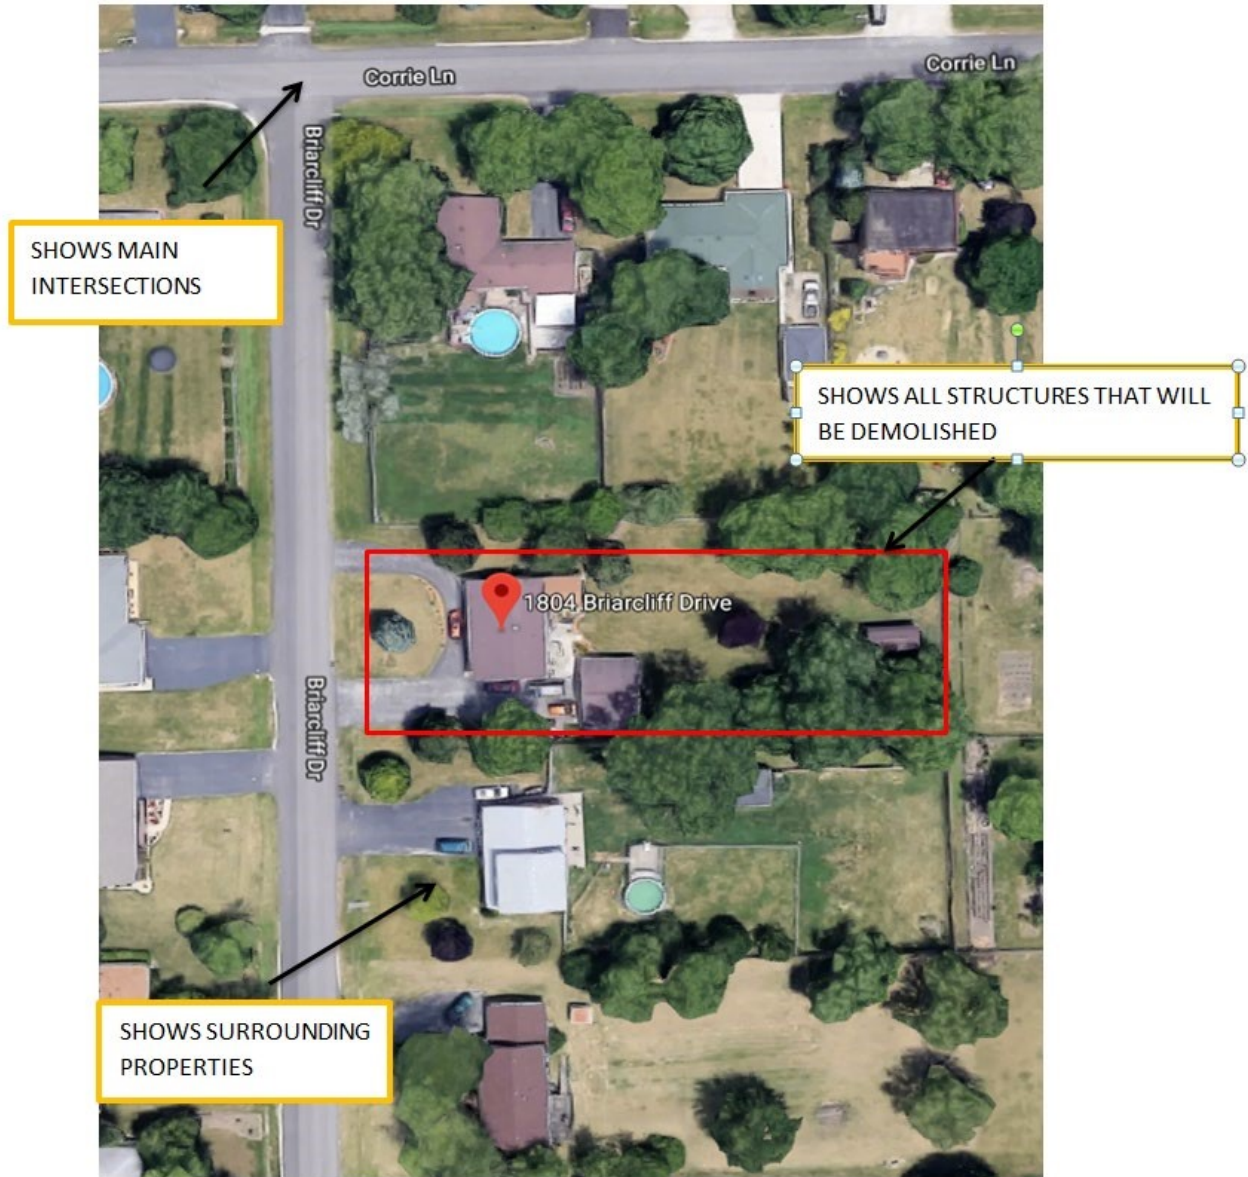 Corrie Ln
Corrie Ln
Briarcliff Dr
SHOWS MAIN
INTERSECTIONS
SHOWS ALL STRUCTURES THAT WILL
BE DEMOLISHED
1804 Briarcliff Drive
Briarcliff Dr
SHOWS SURROUNDING
PROPERTIES